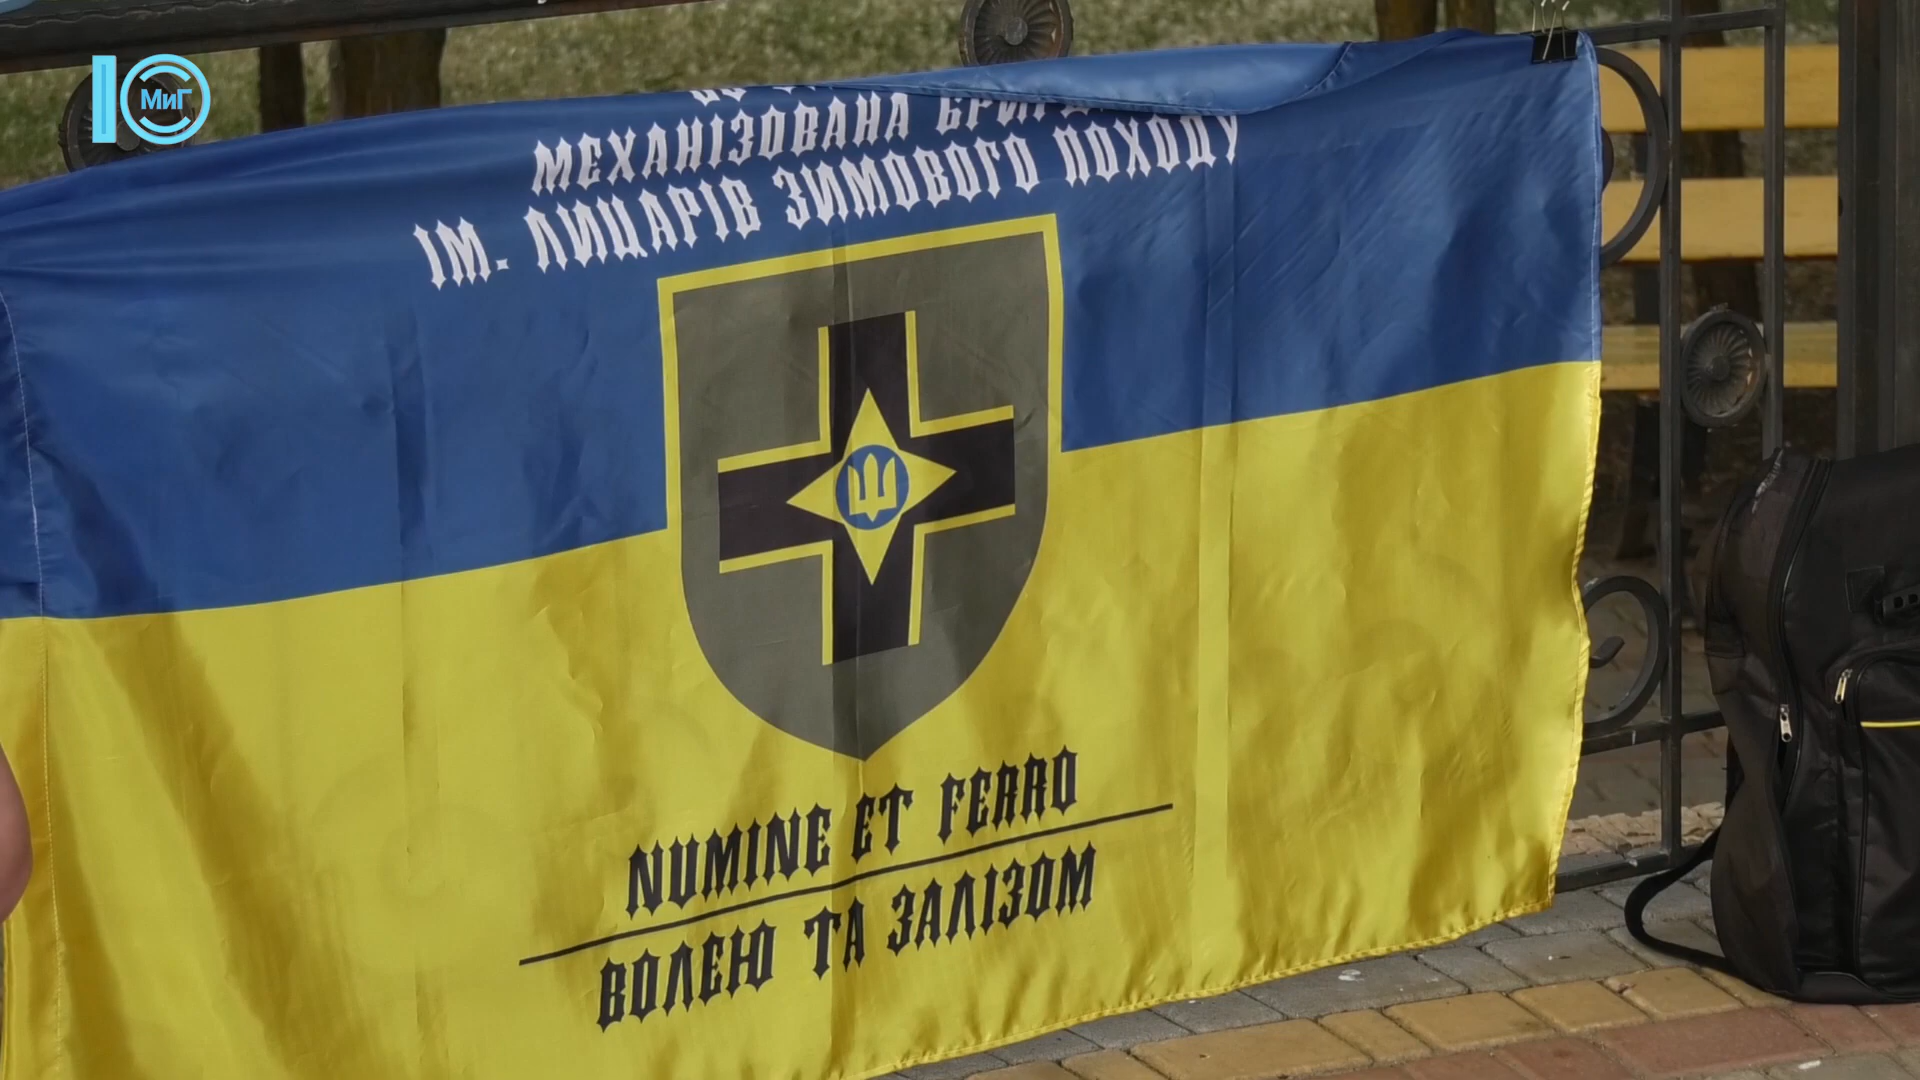 МиГ
МЕХАНІЗОВАНА
ІМ. ЛИЦАРІВ ЗИМОВОГО ПОХОДУ
NUMINE ET FERRO
ВОЛЕЮ ТА ЗАЛІЗОМ